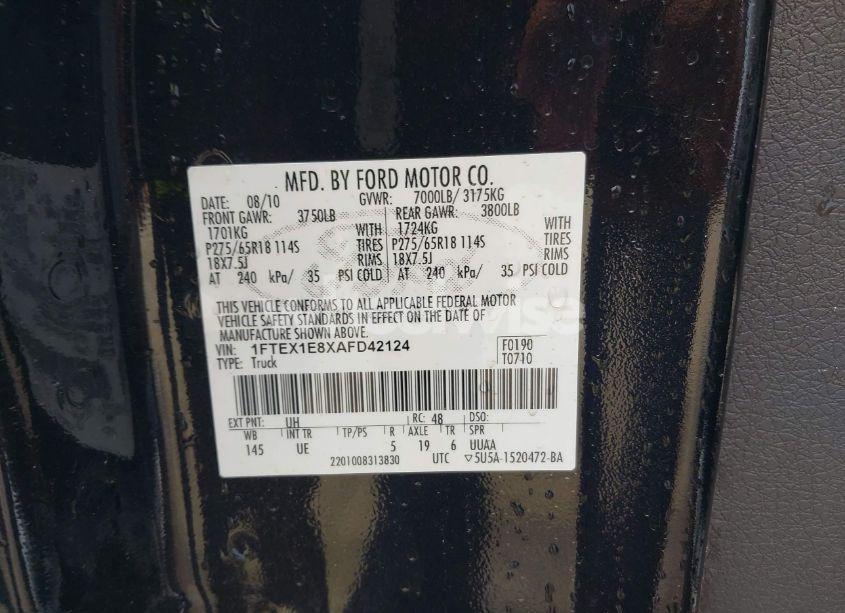 MFD. BY FORD MOTOR CO.
DATE: 08/10 GVWR: 7000LB/ 3175KG
FRONT GAWR: 3750LB REAR GAWR: 3800LB
1701KG WITH 1724KG WITH
P275/65R18 114S TIRES P275/65R18 114S TIRES
18X7.5J RIMS 18X7.5J RIMS
AT 240 kPa/ 35 PSI COLD AT 240 kPa/ 35 PSI COLD
THIS VEHICLE CONFORMS TO ALL APPLICABLE FEDERAL MOTOR
VEHICLE SAFETY STANDARDS IN EFFECT ON THE DATE OF
MANUFACTURE SHOWN ABOVE.
VIN: 1FTEX1E8XAFD42124 F0190
TYPE: Truck T0710
EXT PNT: UH RC: 48 DSO:
WB INT TR TP/PS R AXLE TR SPR
145 UE 5 19 6 UUAA
2201008313830 UTC ▽5U5A-1520472-BA